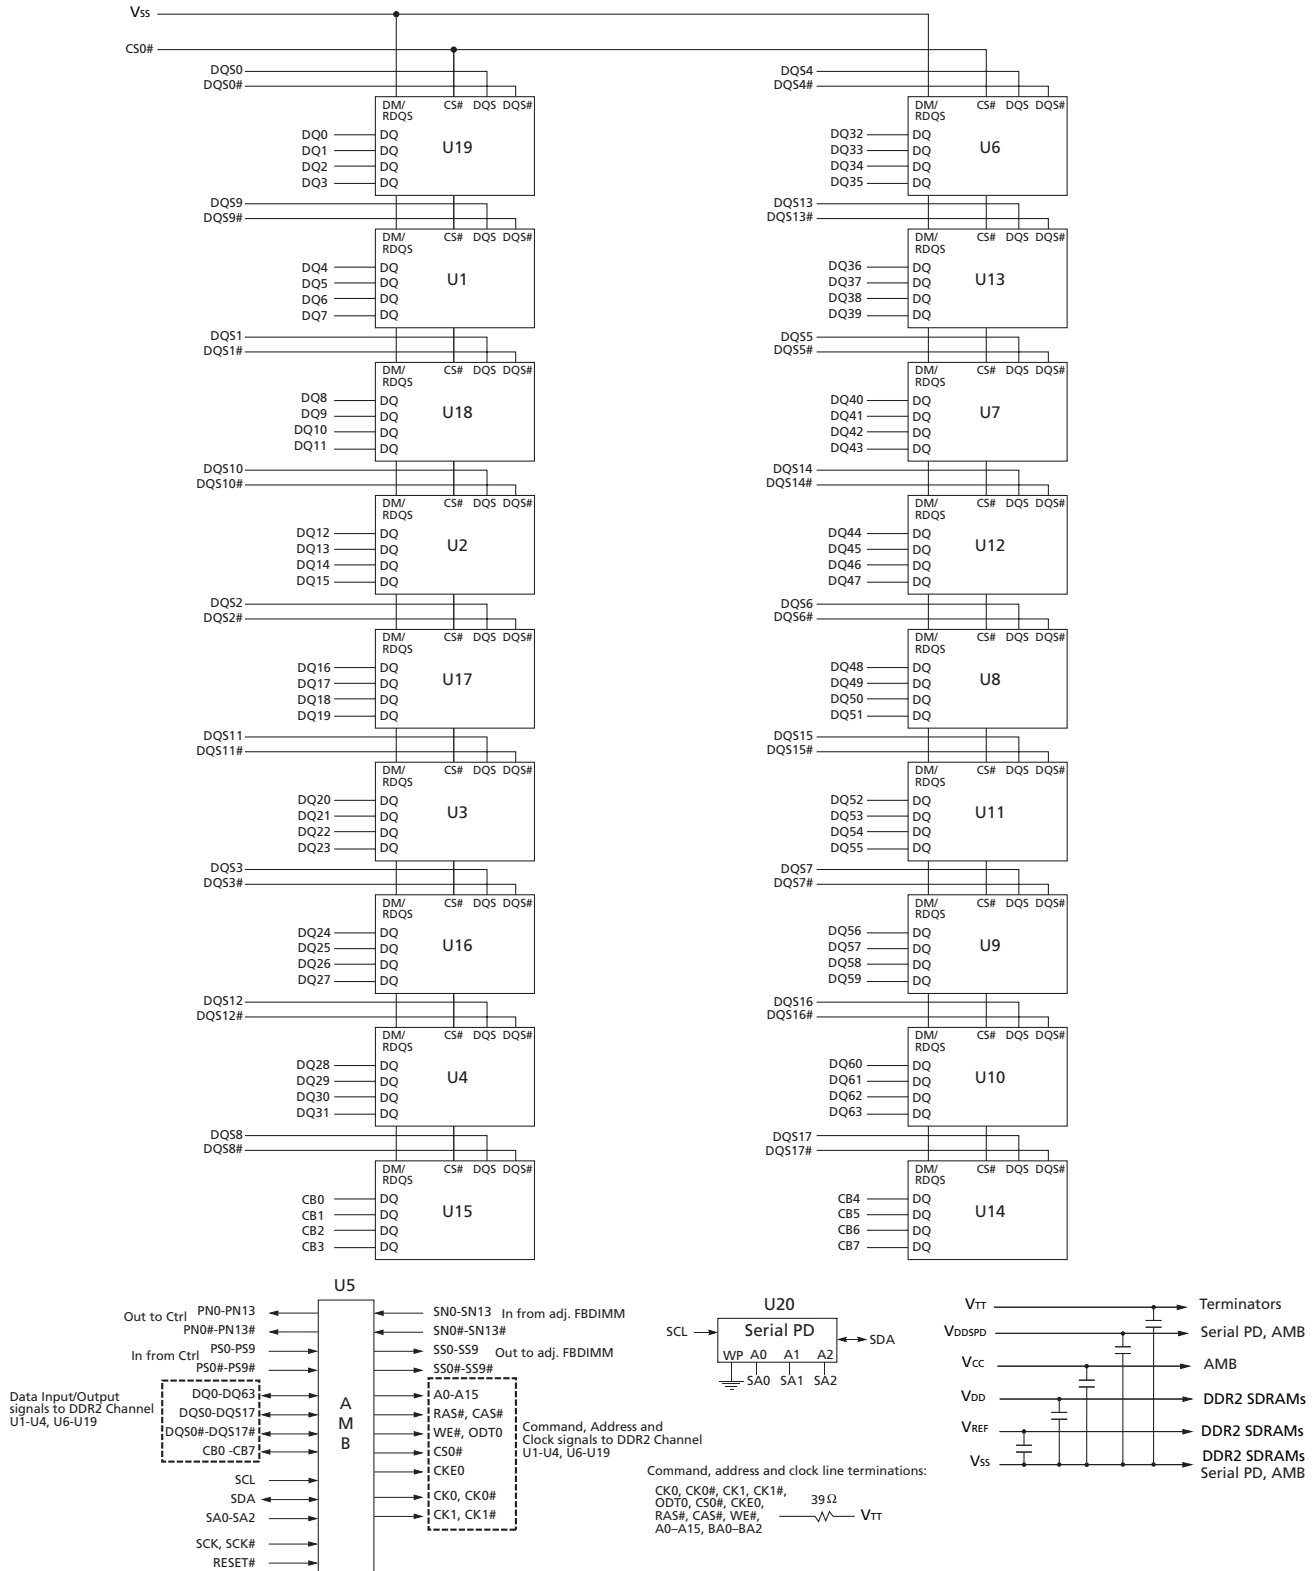 VSS
CS0#
DQS0
DQS0#
DM/ CS# DQS DQS#
RDQS
DQ0 DQ
DQ1 DQ
DQ2 DQ
DQ3 DQ
U19
DQS9
DQS9#
DM/ CS# DQS DQS#
RDQS
DQ4 DQ
DQ5 DQ
DQ6 DQ
DQ7 DQ
U1
DQS1
DQS1#
DM/ CS# DQS DQS#
RDQS
DQ8 DQ
DQ9 DQ
DQ10 DQ
DQ11 DQ
U18
DQS10
DQS10#
DM/ CS# DQS DQS#
RDQS
DQ12 DQ
DQ13 DQ
DQ14 DQ
DQ15 DQ
U2
DQS2
DQS2#
DM/ CS# DQS DQS#
RDQS
DQ16 DQ
DQ17 DQ
DQ18 DQ
DQ19 DQ
U17
DQS11
DQS11#
DM/ CS# DQS DQS#
RDQS
DQ20 DQ
DQ21 DQ
DQ22 DQ
DQ23 DQ
U3
DQS3
DQS3#
DM/ CS# DQS DQS#
RDQS
DQ24 DQ
DQ25 DQ
DQ26 DQ
DQ27 DQ
U16
DQS12
DQS12#
DM/ CS# DQS DQS#
RDQS
DQ28 DQ
DQ29 DQ
DQ30 DQ
DQ31 DQ
U4
DQS8
DQS8#
DM/ CS# DQS DQS#
RDQS
CB0 DQ
CB1 DQ
CB2 DQ
CB3 DQ
U15
DQS4
DQS4#
DM/ CS# DQS DQS#
RDQS
DQ32 DQ
DQ33 DQ
DQ34 DQ
DQ35 DQ
U6
DQS13
DQS13#
DM/ CS# DQS DQS#
RDQS
DQ36 DQ
DQ37 DQ
DQ38 DQ
DQ39 DQ
U13
DQS5
DQS5#
DM/ CS# DQS DQS#
RDQS
DQ40 DQ
DQ41 DQ
DQ42 DQ
DQ43 DQ
U7
DQS14
DQS14#
DM/ CS# DQS DQS#
RDQS
DQ44 DQ
DQ45 DQ
DQ46 DQ
DQ47 DQ
U12
DQS6
DQS6#
DM/ CS# DQS DQS#
RDQS
DQ48 DQ
DQ49 DQ
DQ50 DQ
DQ51 DQ
U8
DQS15
DQS15#
DM/ CS# DQS DQS#
RDQS
DQ52 DQ
DQ53 DQ
DQ54 DQ
DQ55 DQ
U11
DQS7
DQS7#
DM/ CS# DQS DQS#
RDQS
DQ56 DQ
DQ57 DQ
DQ58 DQ
DQ59 DQ
U9
DQS16
DQS16#
DM/ CS# DQS DQS#
RDQS
DQ60 DQ
DQ61 DQ
DQ62 DQ
DQ63 DQ
U10
DQS17
DQS17#
DM/ CS# DQS DQS#
RDQS
CB4 DQ
CB5 DQ
CB6 DQ
CB7 DQ
U14
U5
AMB
Out to Ctrl PN0-PN13
PN0#-PN13#
In from Ctrl PS0-PS9
PS0#-PS9#
Data Input/Output
signals to DDR2 Channel
U1-U4, U6-U19
DQ0-DQ63
DQS0-DQS17
DQS0#-DQS17#
CB0 -CB7
SCL
SDA
SA0-SA2
SCK, SCK#
RESET#
SN0-SN13 In from adj. FBDIMM
SN0#-SN13#
SS0-SS9 Out to adj. FBDIMM
SS0#-SS9#
A0-A15
RAS#, CAS#
WE#, ODT0
CS0#
CKE0
CK0, CK0#
CK1, CK1#
Command, Address and
Clock signals to DDR2 Channel
U1-U4, U6-U19
U20
SCL Serial PD SDA
WP A0 A1 A2
SA0 SA1 SA2
Command, address and clock line terminations:
CK0, CK0#, CK1, CK1#,
ODT0, CS0#, CKE0,
RAS#, CAS#, WE#,
A0–A15, BA0–BA2
39Ω
VTT
VTT Terminators
VDDSPD Serial PD, AMB
VCC AMB
VDD DDR2 SDRAMs
VREF DDR2 SDRAMs
VSS DDR2 SDRAMs
Serial PD, AMB